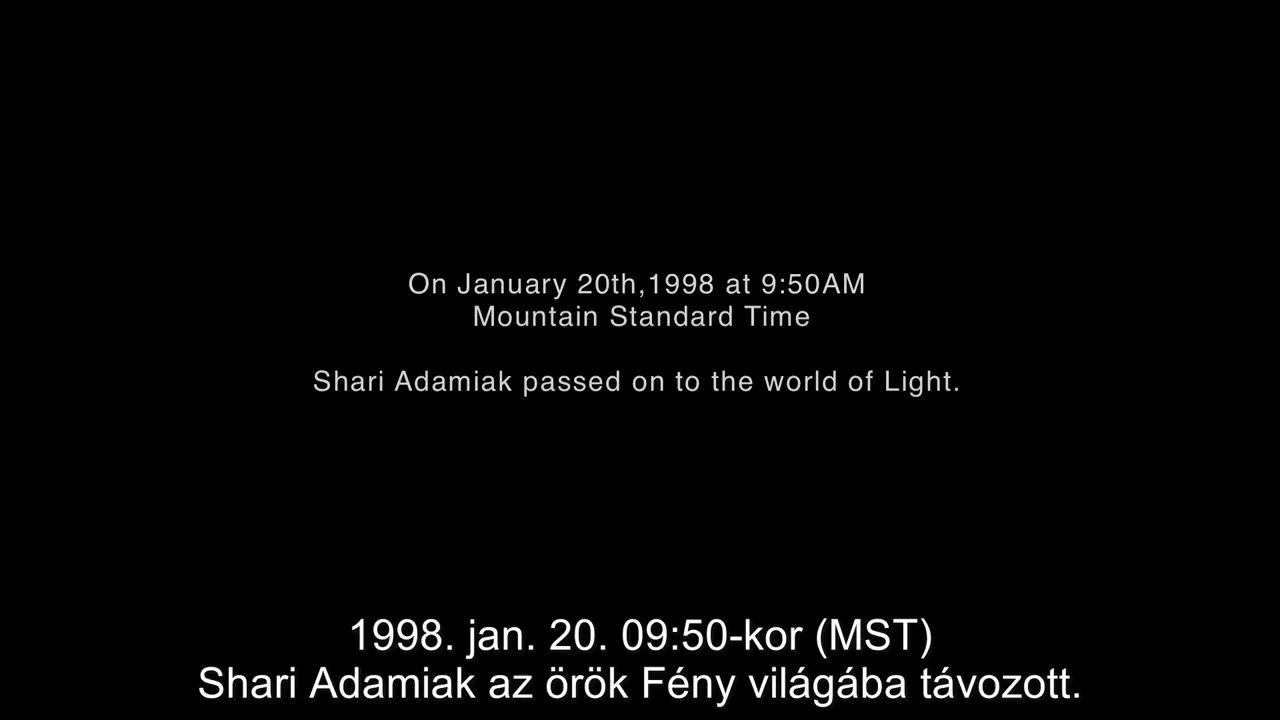 On January 20th,1998 at 9:50AM
Mountain Standard Time
Shari Adamiak passed on to the world of Light.
1998. jan. 20. 09:50-kor (MST)
Shari Adamiak az örök Fény világába távozott.